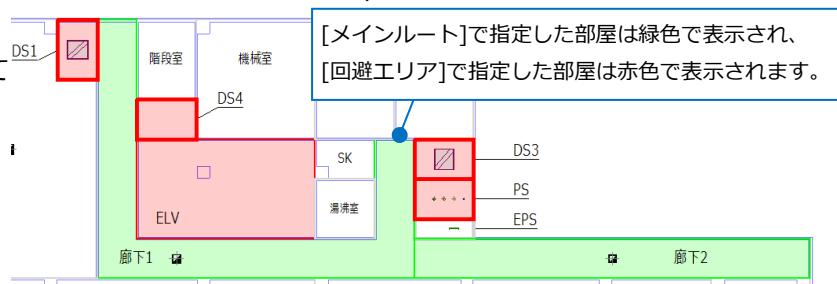 [メインルート]で指定した部屋は緑色で表示され、
[回避エリア]で指定した部屋は赤色で表示されます。
DS1
階段室
機械室
DS4
SK
DS3
PS
湯沸室
ELV
EPS
廊下1
廊下2